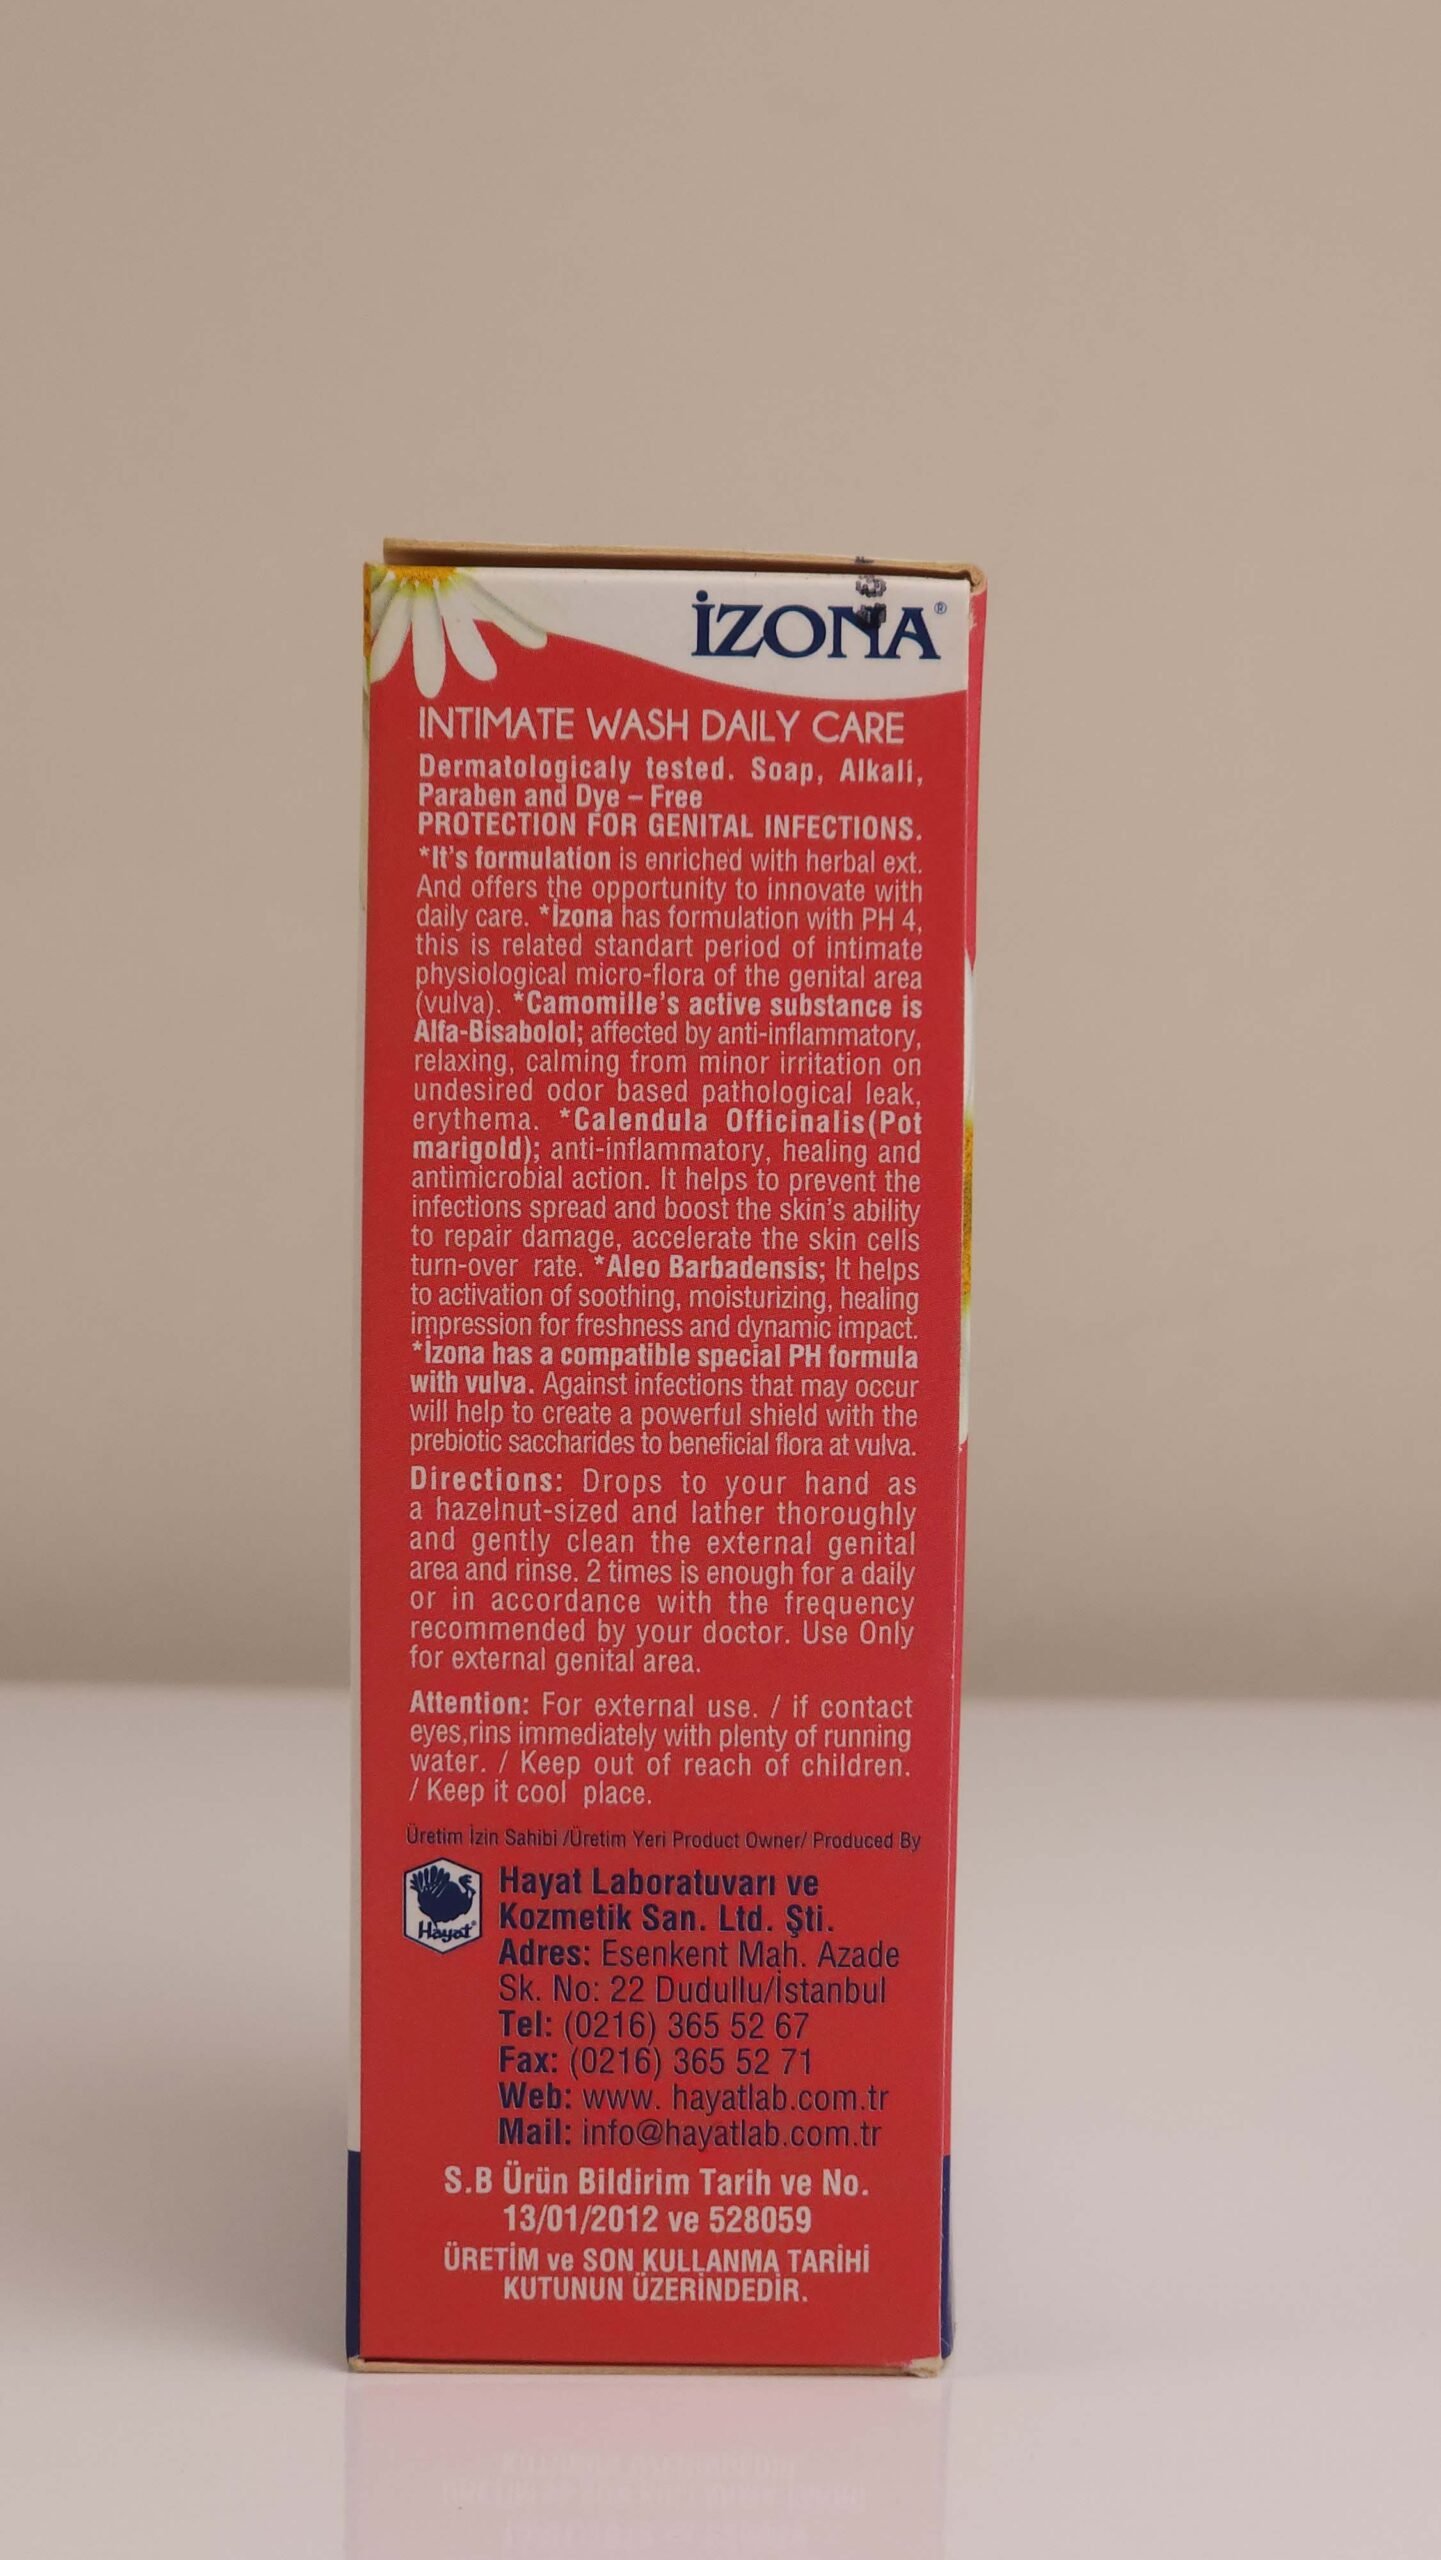 İZONA®
INTIMATE WASH DAILY CARE
Dermatologicaly tested. Soap, Alkali,
Paraben and Dye – Free
PROTECTION FOR GENITAL INFECTIONS.
*It's formulation is enriched with herbal ext.
And offers the opportunity to innovate with
daily care. *İzona has formulation with PH 4,
this is related standart period of intimate
physiological micro-flora of the genital area
(vulva). *Camomille's active substance is
Alfa-Bisabolol; affected by anti-inflammatory,
relaxing, calming from minor irritation on
undesired odor based pathological leak,
erythema. *Calendula Officinalis(Pot
marigold); anti-inflammatory, healing and
antimicrobial action. It helps to prevent the
infections spread and boost the skin's ability
to repair damage, accelerate the skin cells
turn-over rate. *Aleo Barbadensis; It helps
to activation of soothing, moisturizing, healing
impression for freshness and dynamic impact.
*İzona has a compatible special PH formula
with vulva. Against infections that may occur
will help to create a powerful shield with the
prebiotic saccharides to beneficial flora at vulva.
Directions: Drops to your hand as
a hazelnut-sized and lather thoroughly
and gently clean the external genital
area and rinse. 2 times is enough for a daily
or in accordance with the frequency
recommended by your doctor. Use Only
for external genital area.
Attention: For external use. / if contact
eyes,rins immediately with plenty of running
water. / Keep out of reach of children.
/ Keep it cool place.
Üretim İzin Sahibi /Üretim Yeri Product Owner/ Produced By
Hayat®
Hayat Laboratuvarı ve
Kozmetik San. Ltd. Şti.
Adres: Esenkent Mah. Azade
Sk. No: 22 Dudullu/İstanbul
Tel: (0216) 365 52 67
Fax: (0216) 365 52 71
Web: www. hayatlab.com.tr
Mail: info@hayatlab.com.tr
S.B Ürün Bildirim Tarih ve No.
13/01/2012 ve 528059
ÜRETİM ve SON KULLANMA TARİHİ
KUTUNUN ÜZERİNDEDİR.